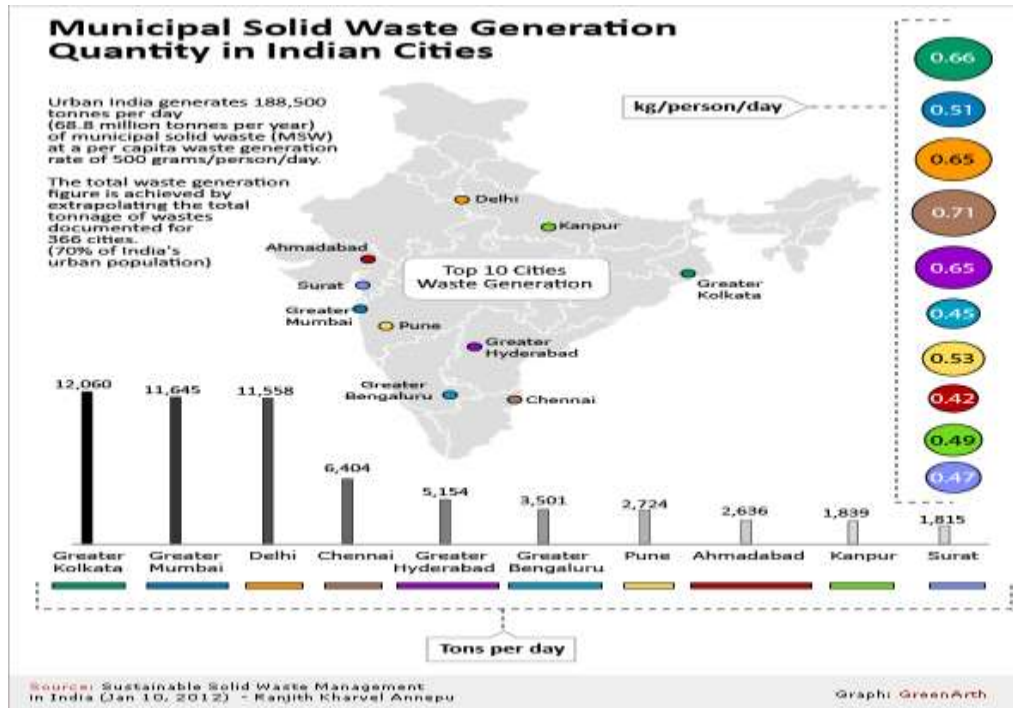 Municipal Solid Waste Generation
Quantity in Indian Cities
Urban India generates 188,500
tonnes per day
(68.8 million tonnes per year)
of municipal solid waste (MSW)
at a per capita waste generation
rate of 500 grams/person/day.
The total waste generation
figure is achieved by
extrapolating the total
tonnage of wastes
documented for
366 cities.
(70% of India's
urban population)
kg/person/day
0.66
0.51
0.65
0.71
0.65
0.45
0.53
0.42
0.49
0.47
Delhi
Kanpur
Ahmadabad
Top 10 Cities
Waste Generation
Surat
Greater
Kolkata
Greater
Mumbai
Pune
Greater
Hyderabad
Greater
Bengaluru
Chennai
12,060
11,645
11,558
6,404
5,154
3,501
2,724
2,636
1,839
1,815
Greater
Kolkata
Greater
Mumbai
Delhi
Chennai
Greater
Hyderabad
Greater
Bengaluru
Pune
Ahmadabad
Kanpur
Surat
Tons per day
Source: Sustainable Solid Waste Management
in India (Jan 10, 2012) - Ranjith Kharvel Annepu
Graph: GreenArth